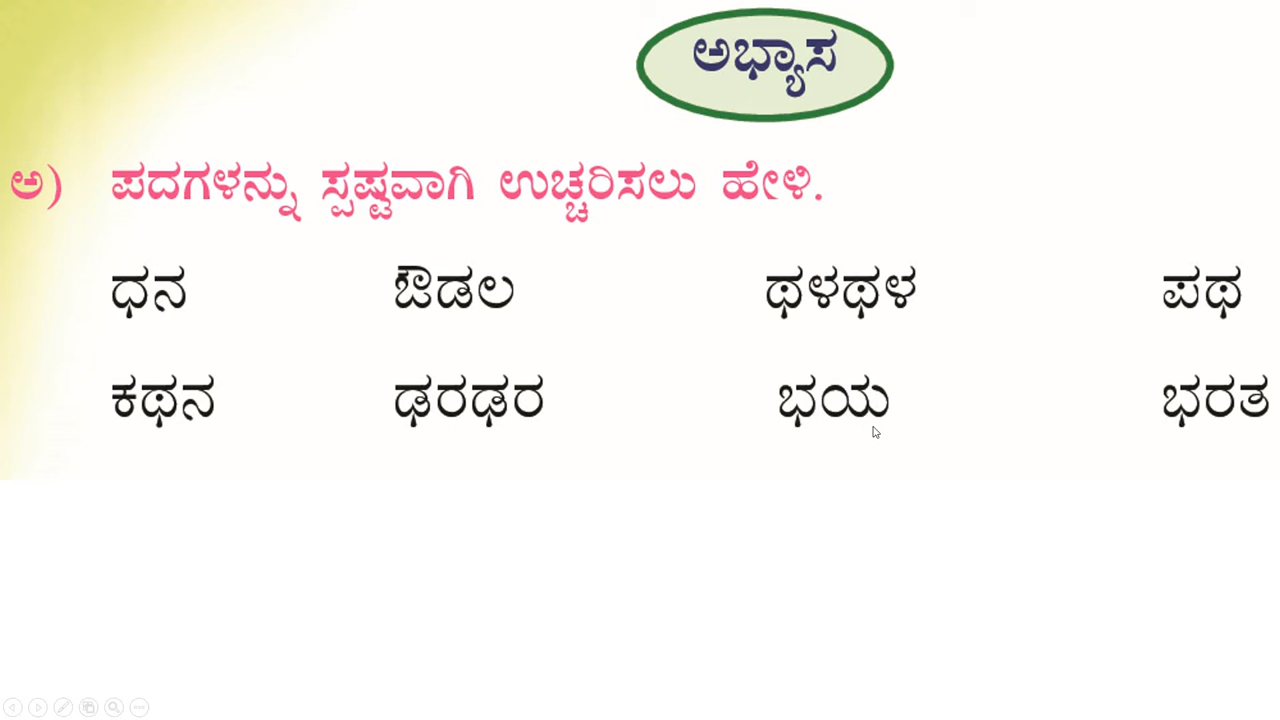 ಅಭ್ಯಾಸ
ಅ) ಪದಗಳನ್ನು ಸ್ಪಷ್ಟವಾಗಿ ಉಚ್ಚರಿಸಲು ಹೇಳಿ.
ಧನ ಔಡಲ ಥಳಥಳ ಪಥ
ಕಥನ ಢರಢರ ಭಯ ಭರತ